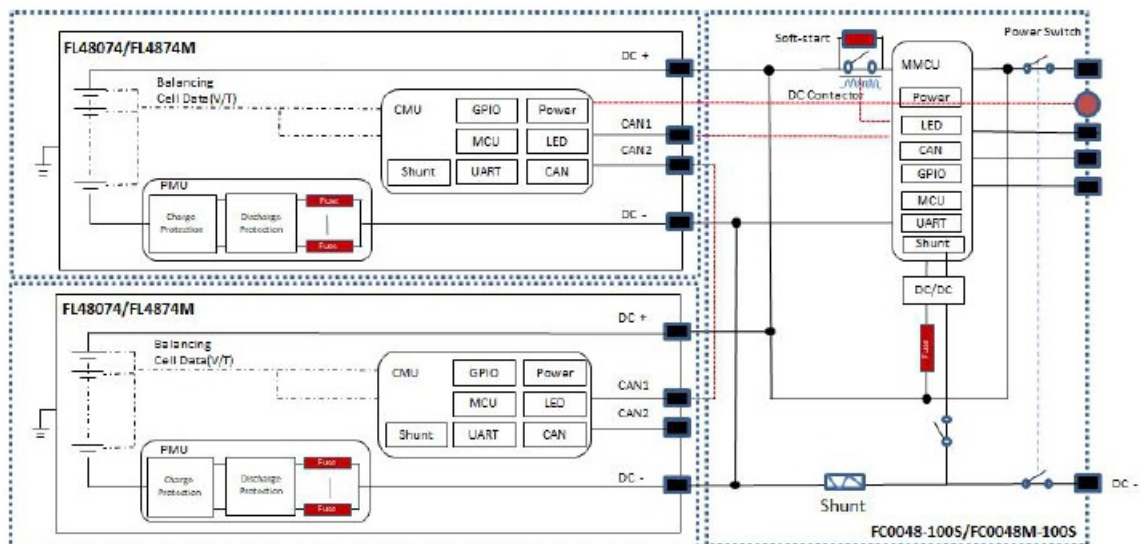 FL48074/FL4874M
DC +
Balancing
Cell Data(V/T)
CMU
GPIO
Power
MCU
LED
Shunt
UART
CAN
CAN1
CAN2
PMU
Charge
Protection
Discharge
Protection
Fuse
Fuse
DC -
FL48074/FL4874M
DC +
Balancing
Cell Data(V/T)
CMU
GPIO
Power
MCU
LED
Shunt
UART
CAN
CAN1
CAN2
PMU
Charge
Protection
Discharge
Protection
Fuse
Fuse
DC -
Soft-start
DC Contactor
MMCU
Power
LED
CAN
GPIO
MCU
UART
Shunt
DC/DC
Fuse
Power Switch
Shunt
DC -
FC0048-100S/FC0048M-100S